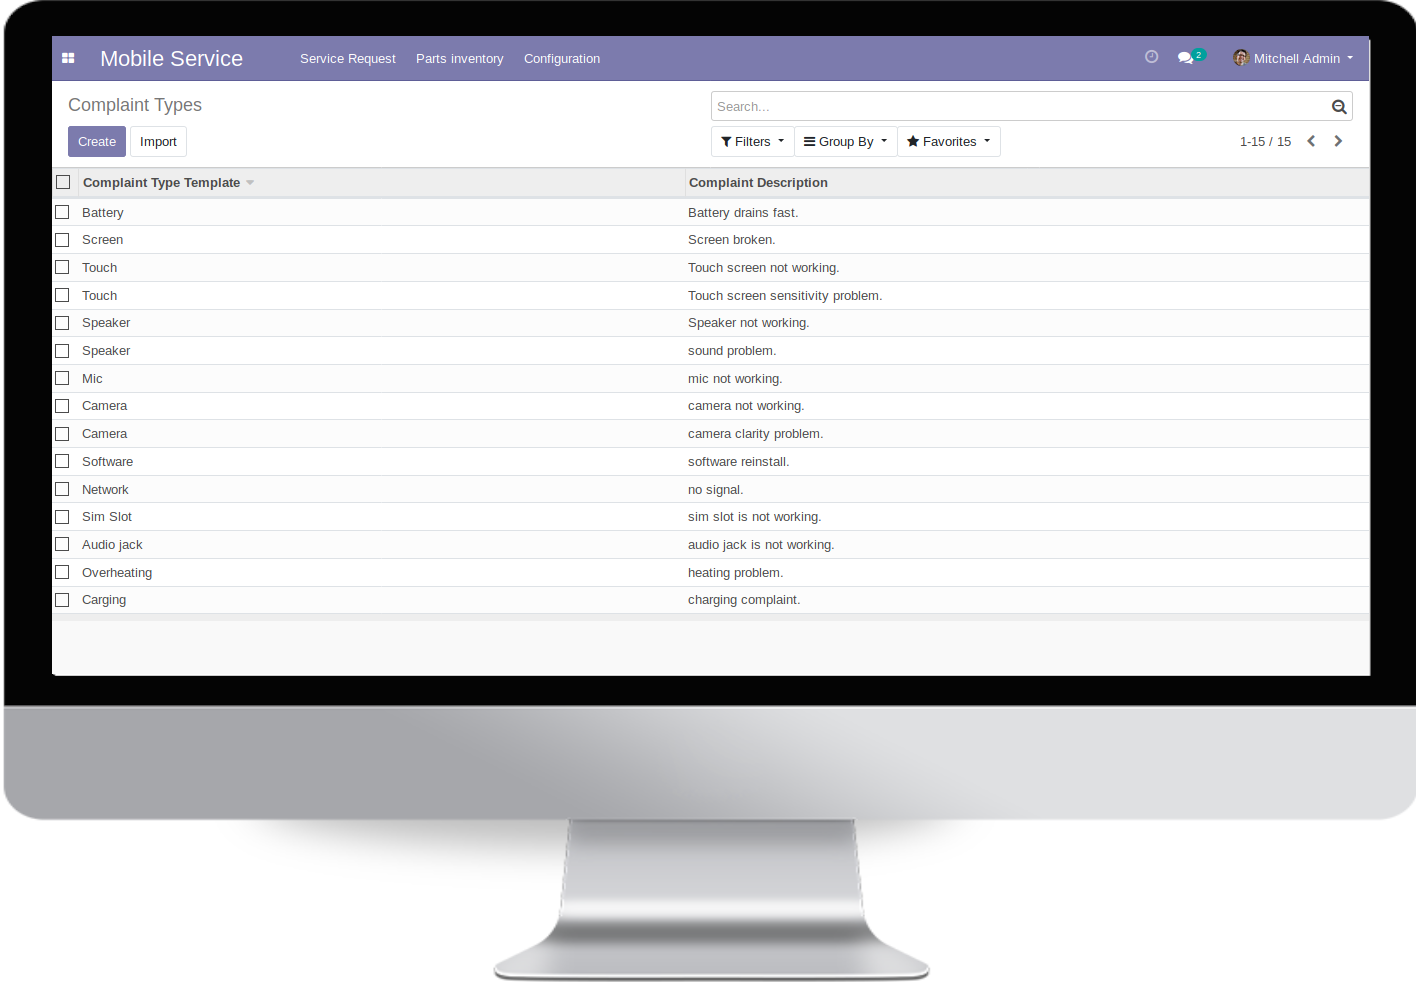 Mobile Service Service Request Parts inventory Configuration 2 Mitchell Admin
Complaint Types Search...
Create Import Filters Group By Favorites 1-15 / 15
Complaint Type Template Complaint Description
Battery Battery drains fast.
Screen Screen broken.
Touch Touch screen not working.
Touch Touch screen sensitivity problem.
Speaker Speaker not working.
Speaker sound problem.
Mic mic not working.
Camera camera not working.
Camera camera clarity problem.
Software software reinstall.
Network no signal.
Sim Slot sim slot is not working.
Audio jack audio jack is not working.
Overheating heating problem.
Carging charging complaint.